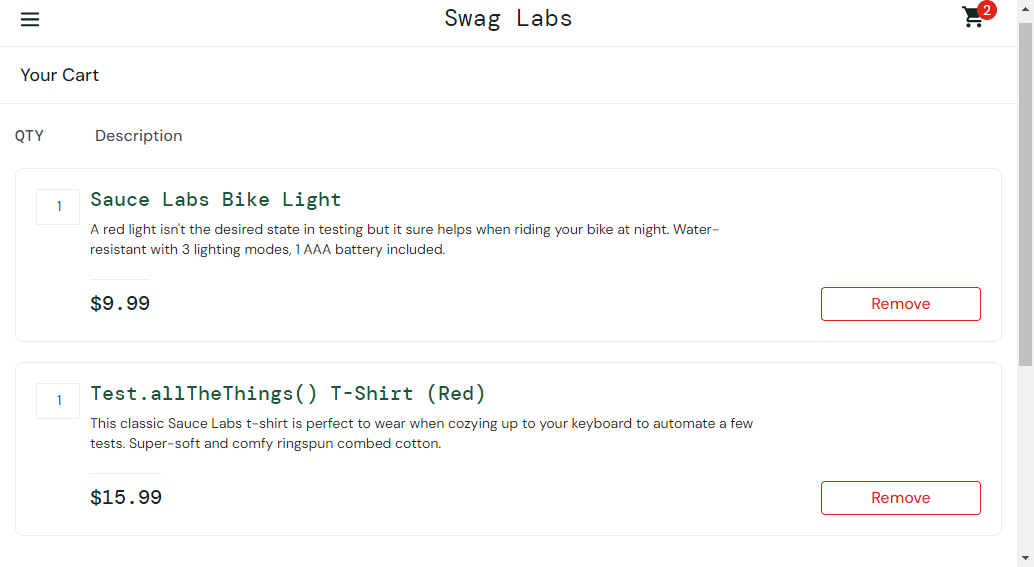 Swag Labs
2
Your Cart
QTY Description
1
Sauce Labs Bike Light
A red light isn't the desired state in testing but it sure helps when riding your bike at night. Water-
resistant with 3 lighting modes, 1 AAA battery included.
$9.99
Remove
1
Test.allTheThings() T-Shirt (Red)
This classic Sauce Labs t-shirt is perfect to wear when cozying up to your keyboard to automate a few
tests. Super-soft and comfy ringspun combed cotton.
$15.99
Remove